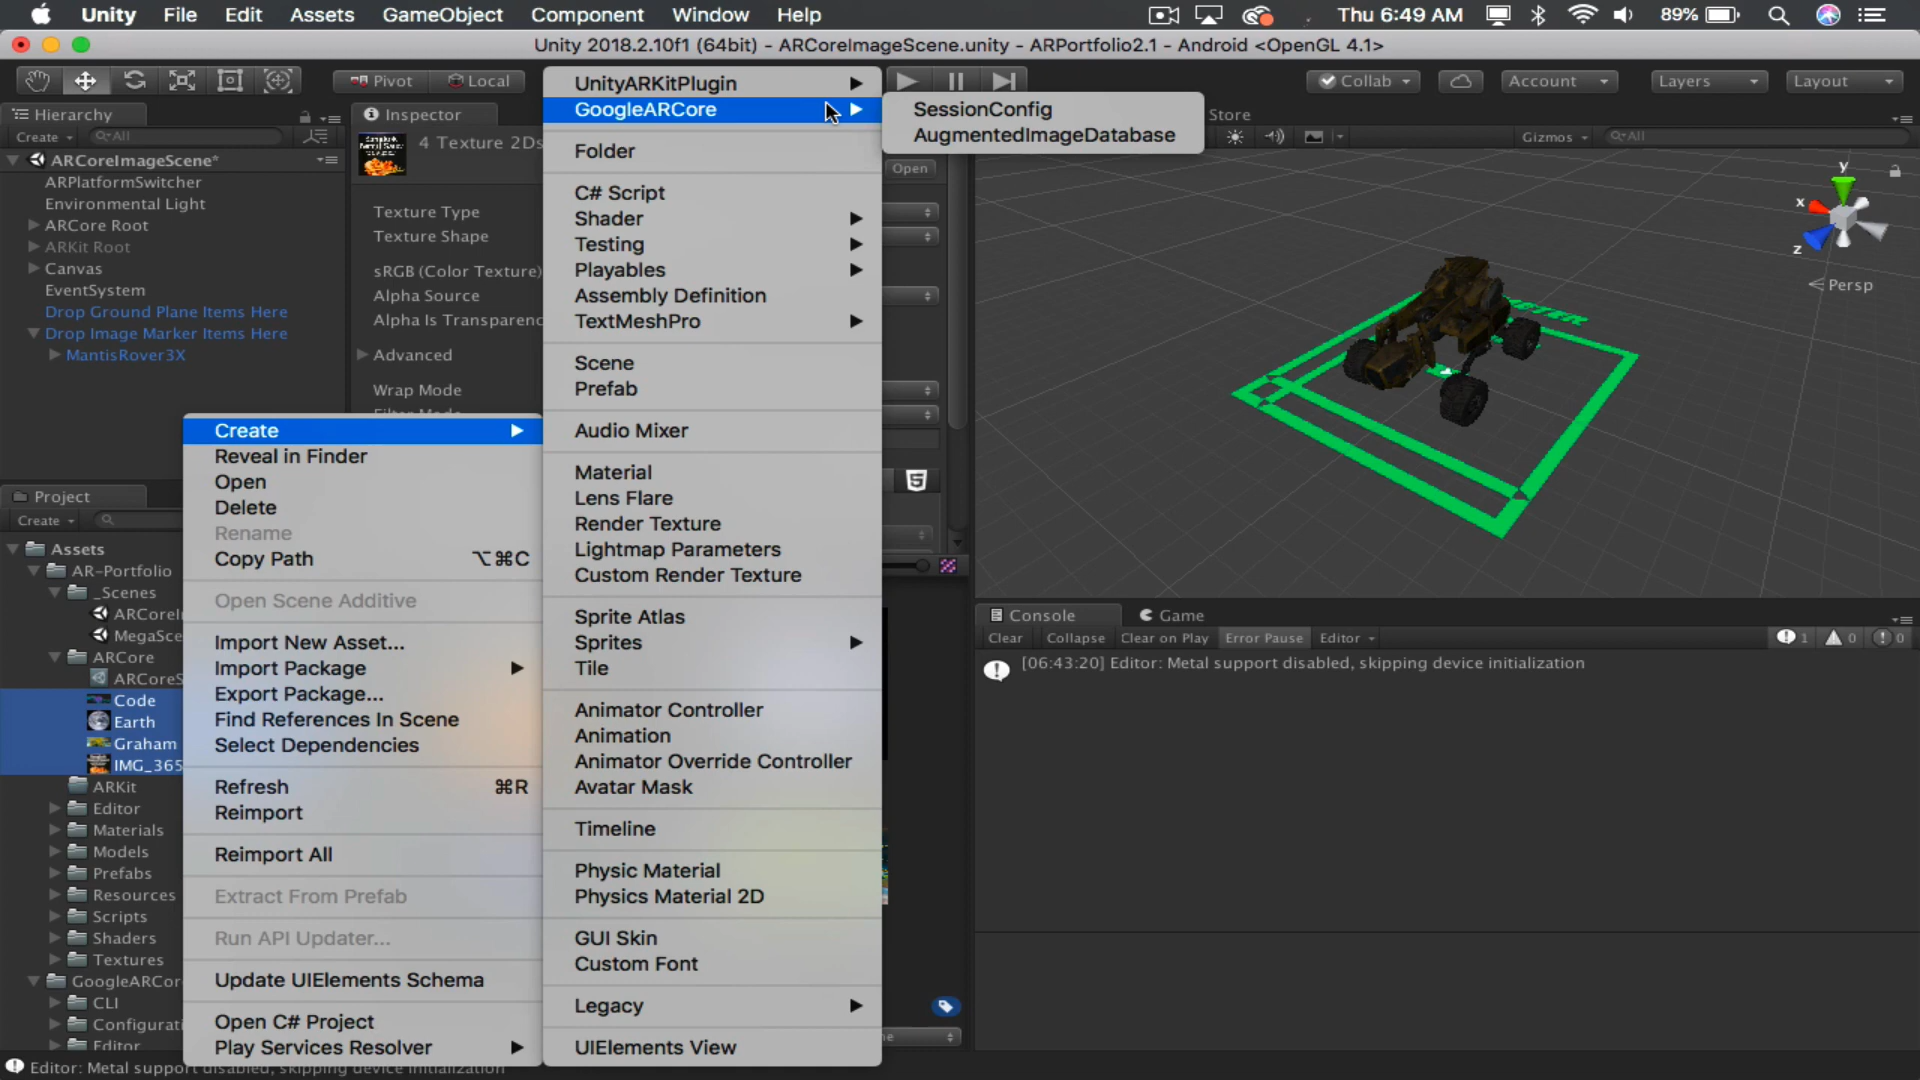 Unity File Edit Assets GameObject Component Window Help Thu 6:49 AM 89%
Unity 2018.2.10f1 (64bit) - ARCoreImageScene.unity - ARPortfolio2.1 - Android <OpenGL 4.1>
Pivot Local Collab Account Layers Layout
Hierarchy
Create All
ARCoreImageScene*
ARPlatformSwitcher
Environmental Light
ARCore Root
ARKit Root
Canvas
EventSystem
Drop Ground Plane Items Here
Drop Image Marker Items Here
MantisRover3X
Inspector
4 Texture 2Ds
Open
Texture Type
Texture Shape
sRGB (Color Texture)
Alpha Source
Alpha Is Transparenc
Advanced
Wrap Mode
Project
Create
Assets
AR-Portfolio
_Scenes
ARCoreI
MegaSce
ARCore
ARCoreS
Code
Earth
Graham
IMG_365
ARKit
Editor
Materials
Models
Prefabs
Resources
Scripts
Shaders
Textures
GoogleARCor
CLI
Configurati
Editor
Create
Reveal in Finder
Open
Delete
Rename
Copy Path ⌥⌘C
Open Scene Additive
Import New Asset...
Import Package
Export Package...
Find References In Scene
Select Dependencies
Refresh ⌘R
Reimport
Reimport All
Extract From Prefab
Run API Updater...
Update UIElements Schema
Open C# Project
Play Services Resolver
UnityARKitPlugin
GoogleARCore
Folder
C# Script
Shader
Testing
Playables
Assembly Definition
TextMeshPro
Scene
Prefab
Audio Mixer
Material
Lens Flare
Render Texture
Lightmap Parameters
Custom Render Texture
Sprite Atlas
Sprites
Tile
Animator Controller
Animation
Animator Override Controller
Avatar Mask
Timeline
Physic Material
Physics Material 2D
GUI Skin
Custom Font
Legacy
UIElements View
SessionConfig
AugmentedImageDatabase
Store
Gizmos All
y
x
z
Persp
Console Game
Clear Collapse Clear on Play Error Pause Editor 1 0 0
[06:43:20] Editor: Metal support disabled, skipping device initialization
Editor: Metal support disabled, skipping device initialization